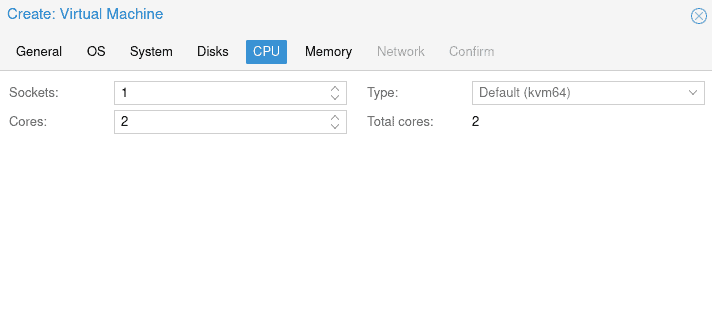 Create: Virtual Machine
General OS System Disks CPU Memory Network Confirm
Sockets: 1 Type: Default (kvm64)
Cores: 2 Total cores: 2